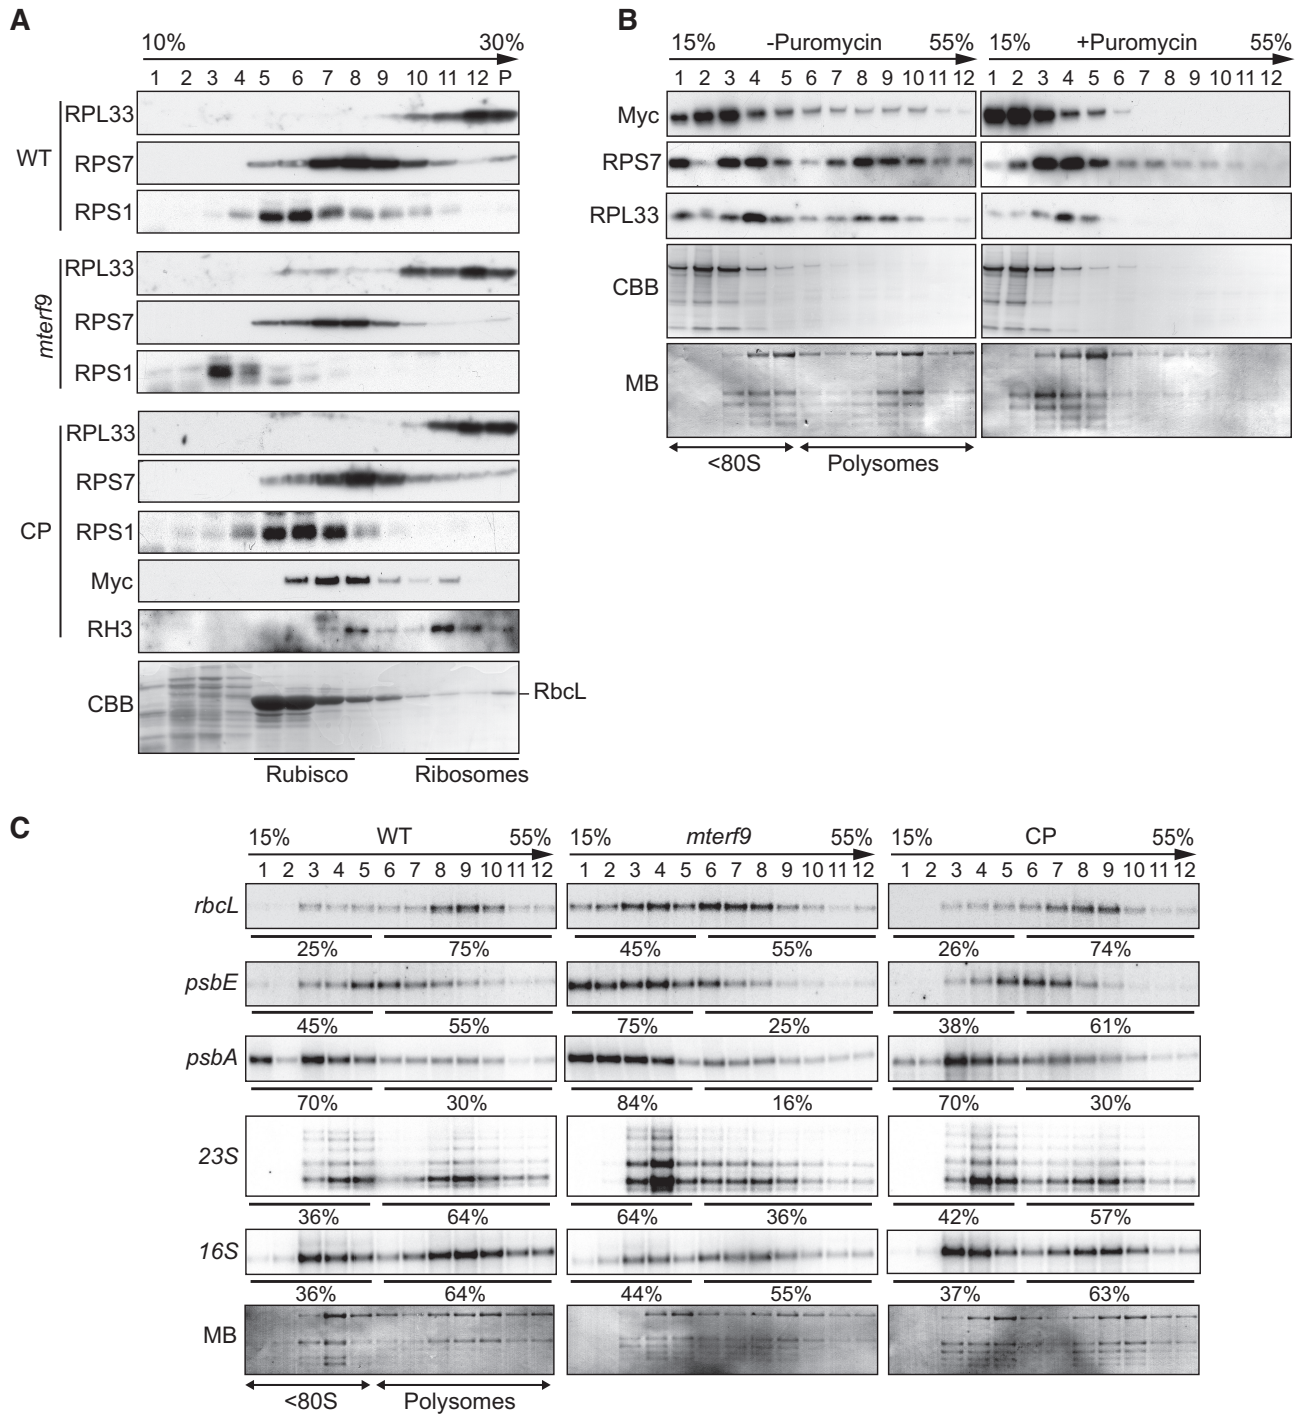 A
10% 30%
1 2 3 4 5 6 7 8 9 10 11 12 P
WT
RPL33
RPS7
RPS1
mterf9
RPL33
RPS7
RPS1
CP
RPL33
RPS7
RPS1
Myc
RH3
CBB
RbcL
Rubisco Ribosomes
B
15% -Puromycin 55% 15% +Puromycin 55%
1 2 3 4 5 6 7 8 9 10 11 12 1 2 3 4 5 6 7 8 9 10 11 12
Myc
RPS7
RPL33
CBB
MB
<80S Polysomes
C
15% WT 55% 15% mterf9 55% 15% CP 55%
1 2 3 4 5 6 7 8 9 10 11 12 1 2 3 4 5 6 7 8 9 10 11 12 1 2 3 4 5 6 7 8 9 10 11 12
rbcL
25% 75% 45% 55% 26% 74%
psbE
45% 55% 75% 25% 38% 61%
psbA
70% 30% 84% 16% 70% 30%
23S
36% 64% 64% 36% 42% 57%
16S
36% 64% 44% 55% 37% 63%
MB
<80S Polysomes